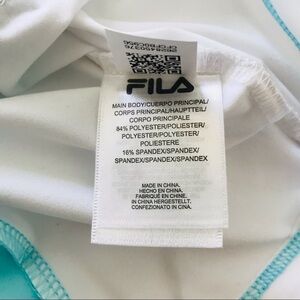 FILA
MAIN BODY/CUERPO PRINCIPAL/
CORPS PRINCIPAL/HAUPTTEIL/
CORPO PRINCIPALE
84% POLYESTER/POLIESTER/
POLYESTER/POLYESTER/
POLIESTERE
16% SPANDEX/SPANDEX/
SPANDEX/SPANDEX/SPANDEX
MADE IN CHINA.
HECHO EN CHINA.
FABRIQUÉ EN CHINE.
IN CHINA HERGESTELLT.
CONFEZIONATO IN CINA.